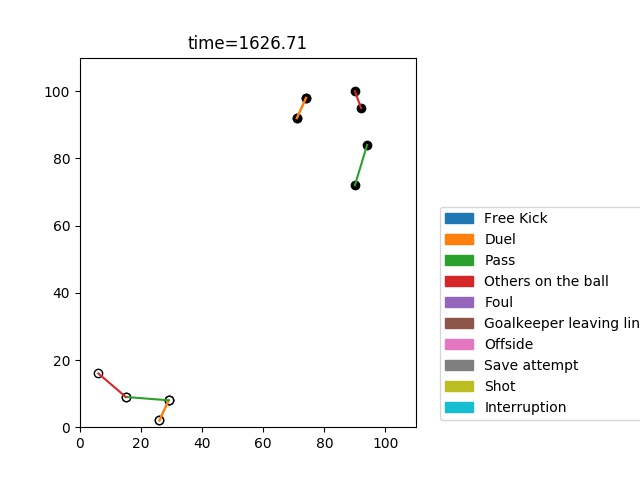 time=1626.71
100
80
60
40
20
0
0 20 40 60 80 100
Free Kick
Duel
Pass
Others on the ball
Foul
Goalkeeper leaving lin
Offside
Save attempt
Shot
Interruption